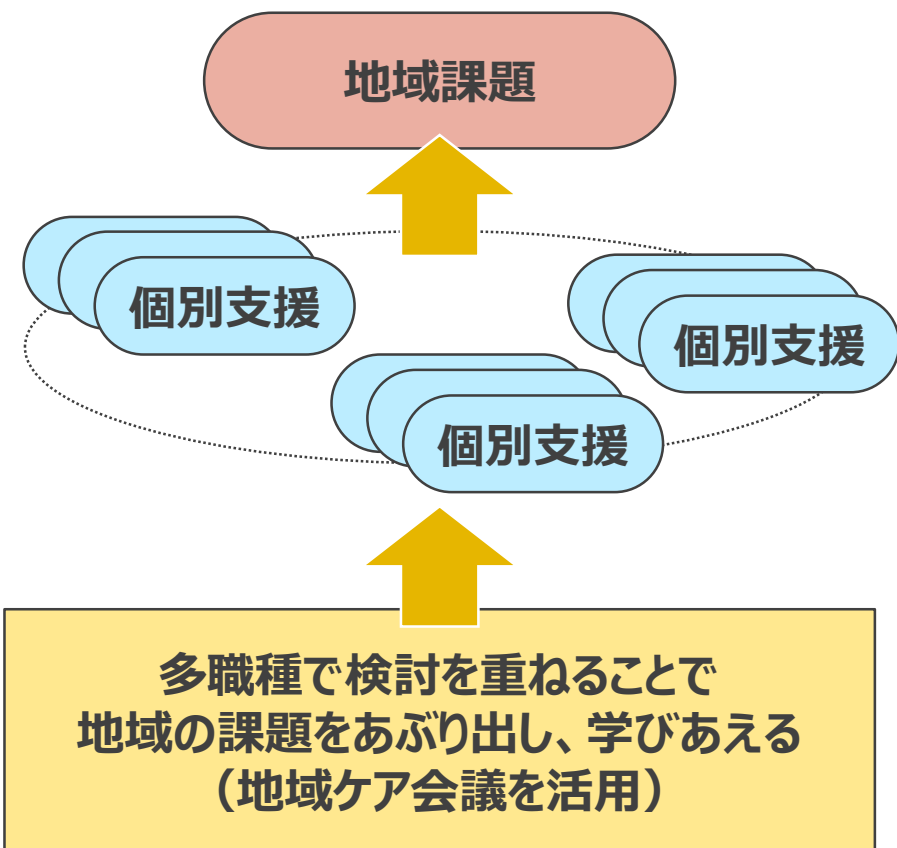 地域課題
個別支援
個別支援
個別支援
多職種で検討を重ねることで
地域の課題をあぶり出し、学びあえる
（地域ケア会議を活用）